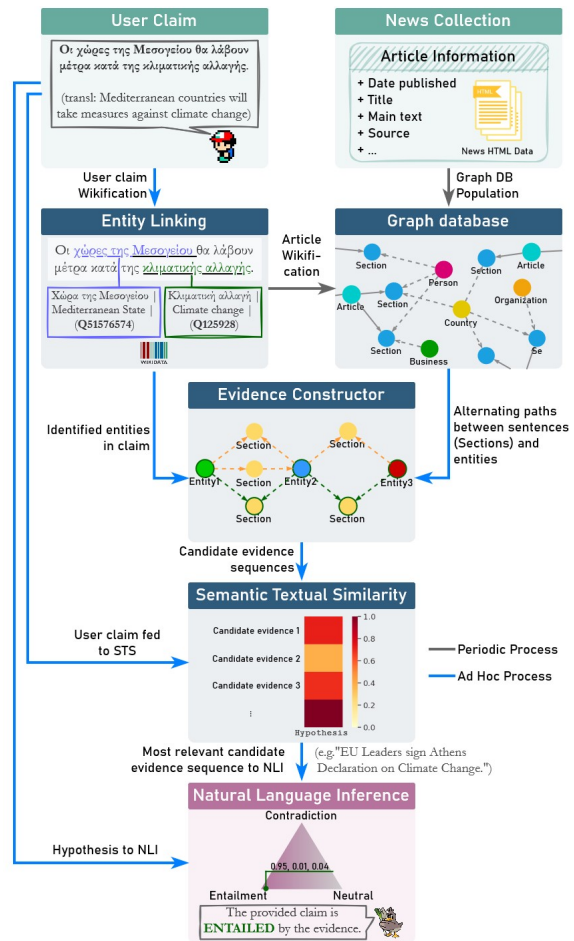 User Claim
Οι χώρες της Μεσογείου θα λάβουν
μέτρα κατά της κλιματικής αλλαγής.
(transl: Mediterranean countries will
take measures against climate change)
News Collection
Article Information
+ Date published
+ Title
+ Main text
+ Source
+ ...
HTML
News HTML Data
User claim
Wikification
Graph DB
Population
Entity Linking
Οι χώρες της Μεσογείου θα λάβουν
μέτρα κατά της κλιματικής αλλαγής.
Χώρα της Μεσογείου |
Mediterranean State |
(Q51576574)
Κλιματική αλλαγή |
Climate change |
(Q125928)
WIKIDATA
Article
Wikifi-
cation
Graph database
Section
Person
Section
Article
Article
Section
Organization
Country
Section
Business
Se
Identified entities
in claim
Evidence Constructor
Section
Section
Entity1
Section
Entity2
Entity3
Section
Section
Alternating paths
between sentences
(Sections) and
entities
Candidate evidence
sequences
Semantic Textual Similarity
Candidate evidence 1
Candidate evidence 2
Candidate evidence 3
⋮
Hypothesis
1.0
0.8
0.6
0.4
0.2
0.0
User claim fed
to STS
Periodic Process
Ad Hoc Process
Most relevant candidate
evidence sequence to NLI
(e.g."EU Leaders sign Athens
Declaration on Climate Change.")
Natural Language Inference
Contradiction
0.95, 0.01, 0.04
Entailment
Neutral
Hypothesis to NLI
The provided claim is
ENTAILED by the evidence.